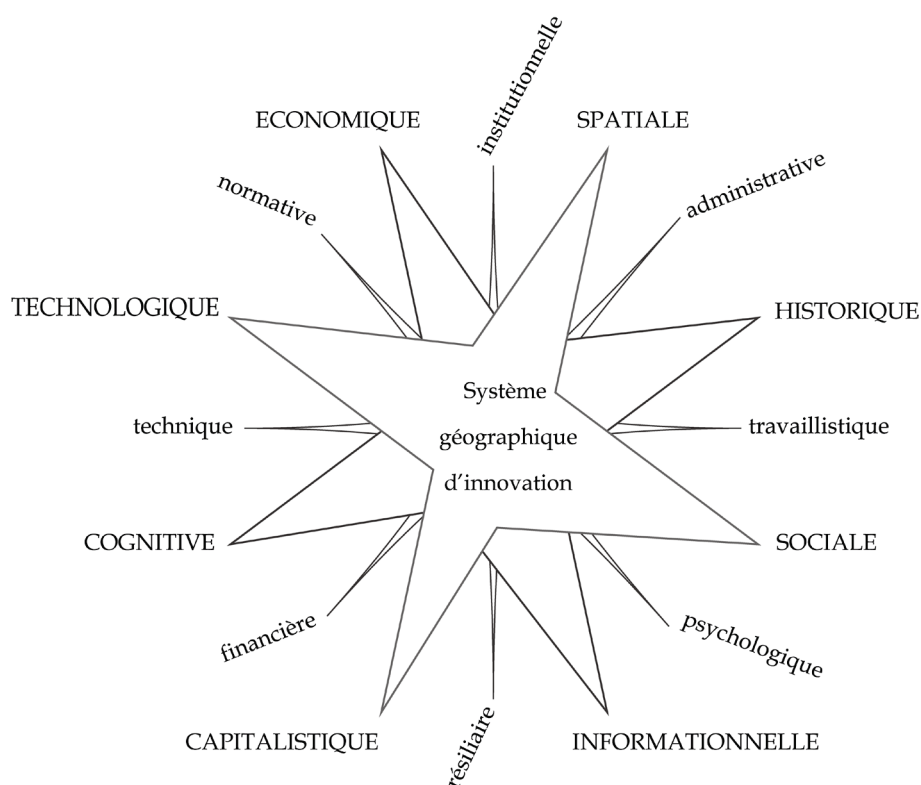 institutionnelle
ECONOMIQUE
SPATIALE
normative
administrative
TECHNOLOGIQUE
HISTORIQUE
Système
géographique
d'innovation
technique
travaillistique
COGNITIVE
SOCIALE
financière
psychologique
CAPITALISTIQUE
résiliaire
INFORMATIONNELLE